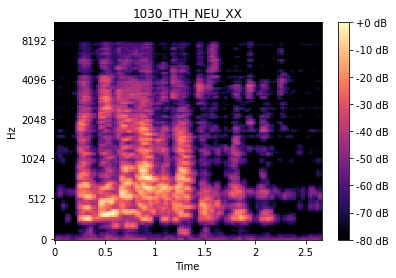 1030_ITH_NEU_XX
Hz
8192
4096
2048
1024
512
0
0
0.5
1
1.5
2
2.5
Time
+0 dB
-10 dB
-20 dB
-30 dB
-40 dB
-50 dB
-60 dB
-70 dB
-80 dB